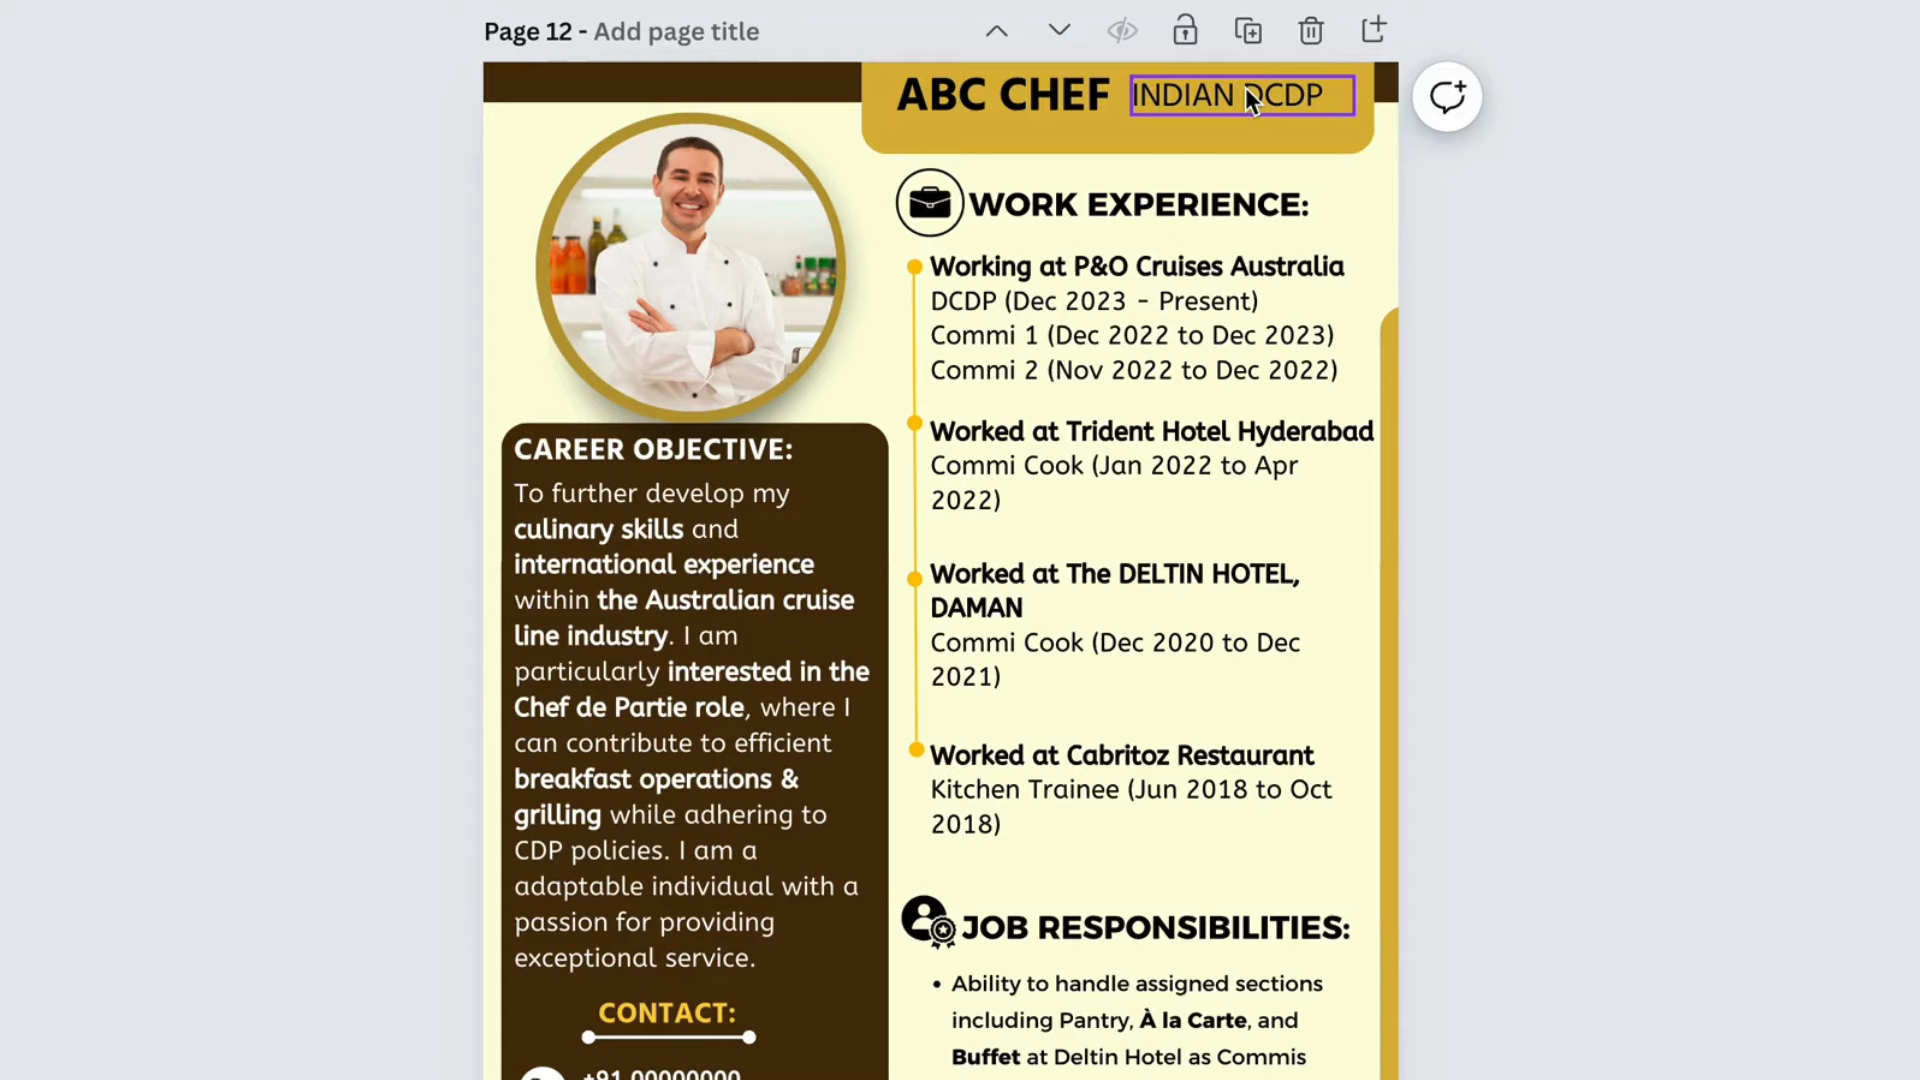 Page 12 - Add page title
ABC CHEF INDIAN DCDP
WORK EXPERIENCE:
Working at P&O Cruises Australia
DCDP (Dec 2023 - Present)
Commi 1 (Dec 2022 to Dec 2023)
Commi 2 (Nov 2022 to Dec 2022)
Worked at Trident Hotel Hyderabad
Commi Cook (Jan 2022 to Apr
2022)
Worked at The DELTIN HOTEL,
DAMAN
Commi Cook (Dec 2020 to Dec
2021)
Worked at Cabritoz Restaurant
Kitchen Trainee (Jun 2018 to Oct
2018)
JOB RESPONSIBILITIES:
• Ability to handle assigned sections
including Pantry, À la Carte, and
Buffet at Deltin Hotel as Commis
CAREER OBJECTIVE:
To further develop my
culinary skills and
international experience
within the Australian cruise
line industry. I am
particularly interested in the
Chef de Partie role, where I
can contribute to efficient
breakfast operations &
grilling while adhering to
CDP policies. I am a
adaptable individual with a
passion for providing
exceptional service.
CONTACT:
+91 00000000